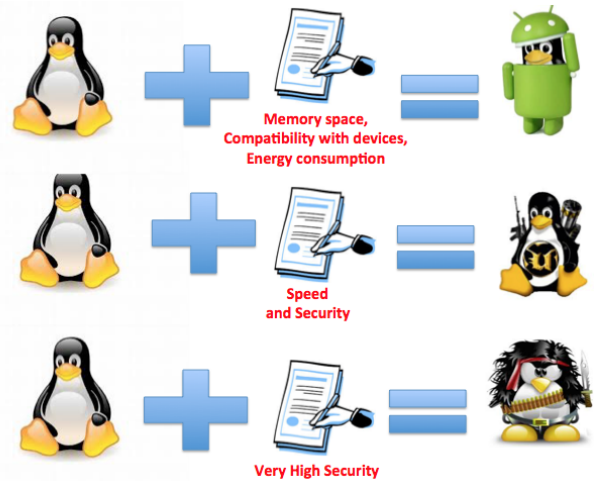 Memory space,
Compatibility with devices,
Energy consumption
Speed
and Security
Very High Security